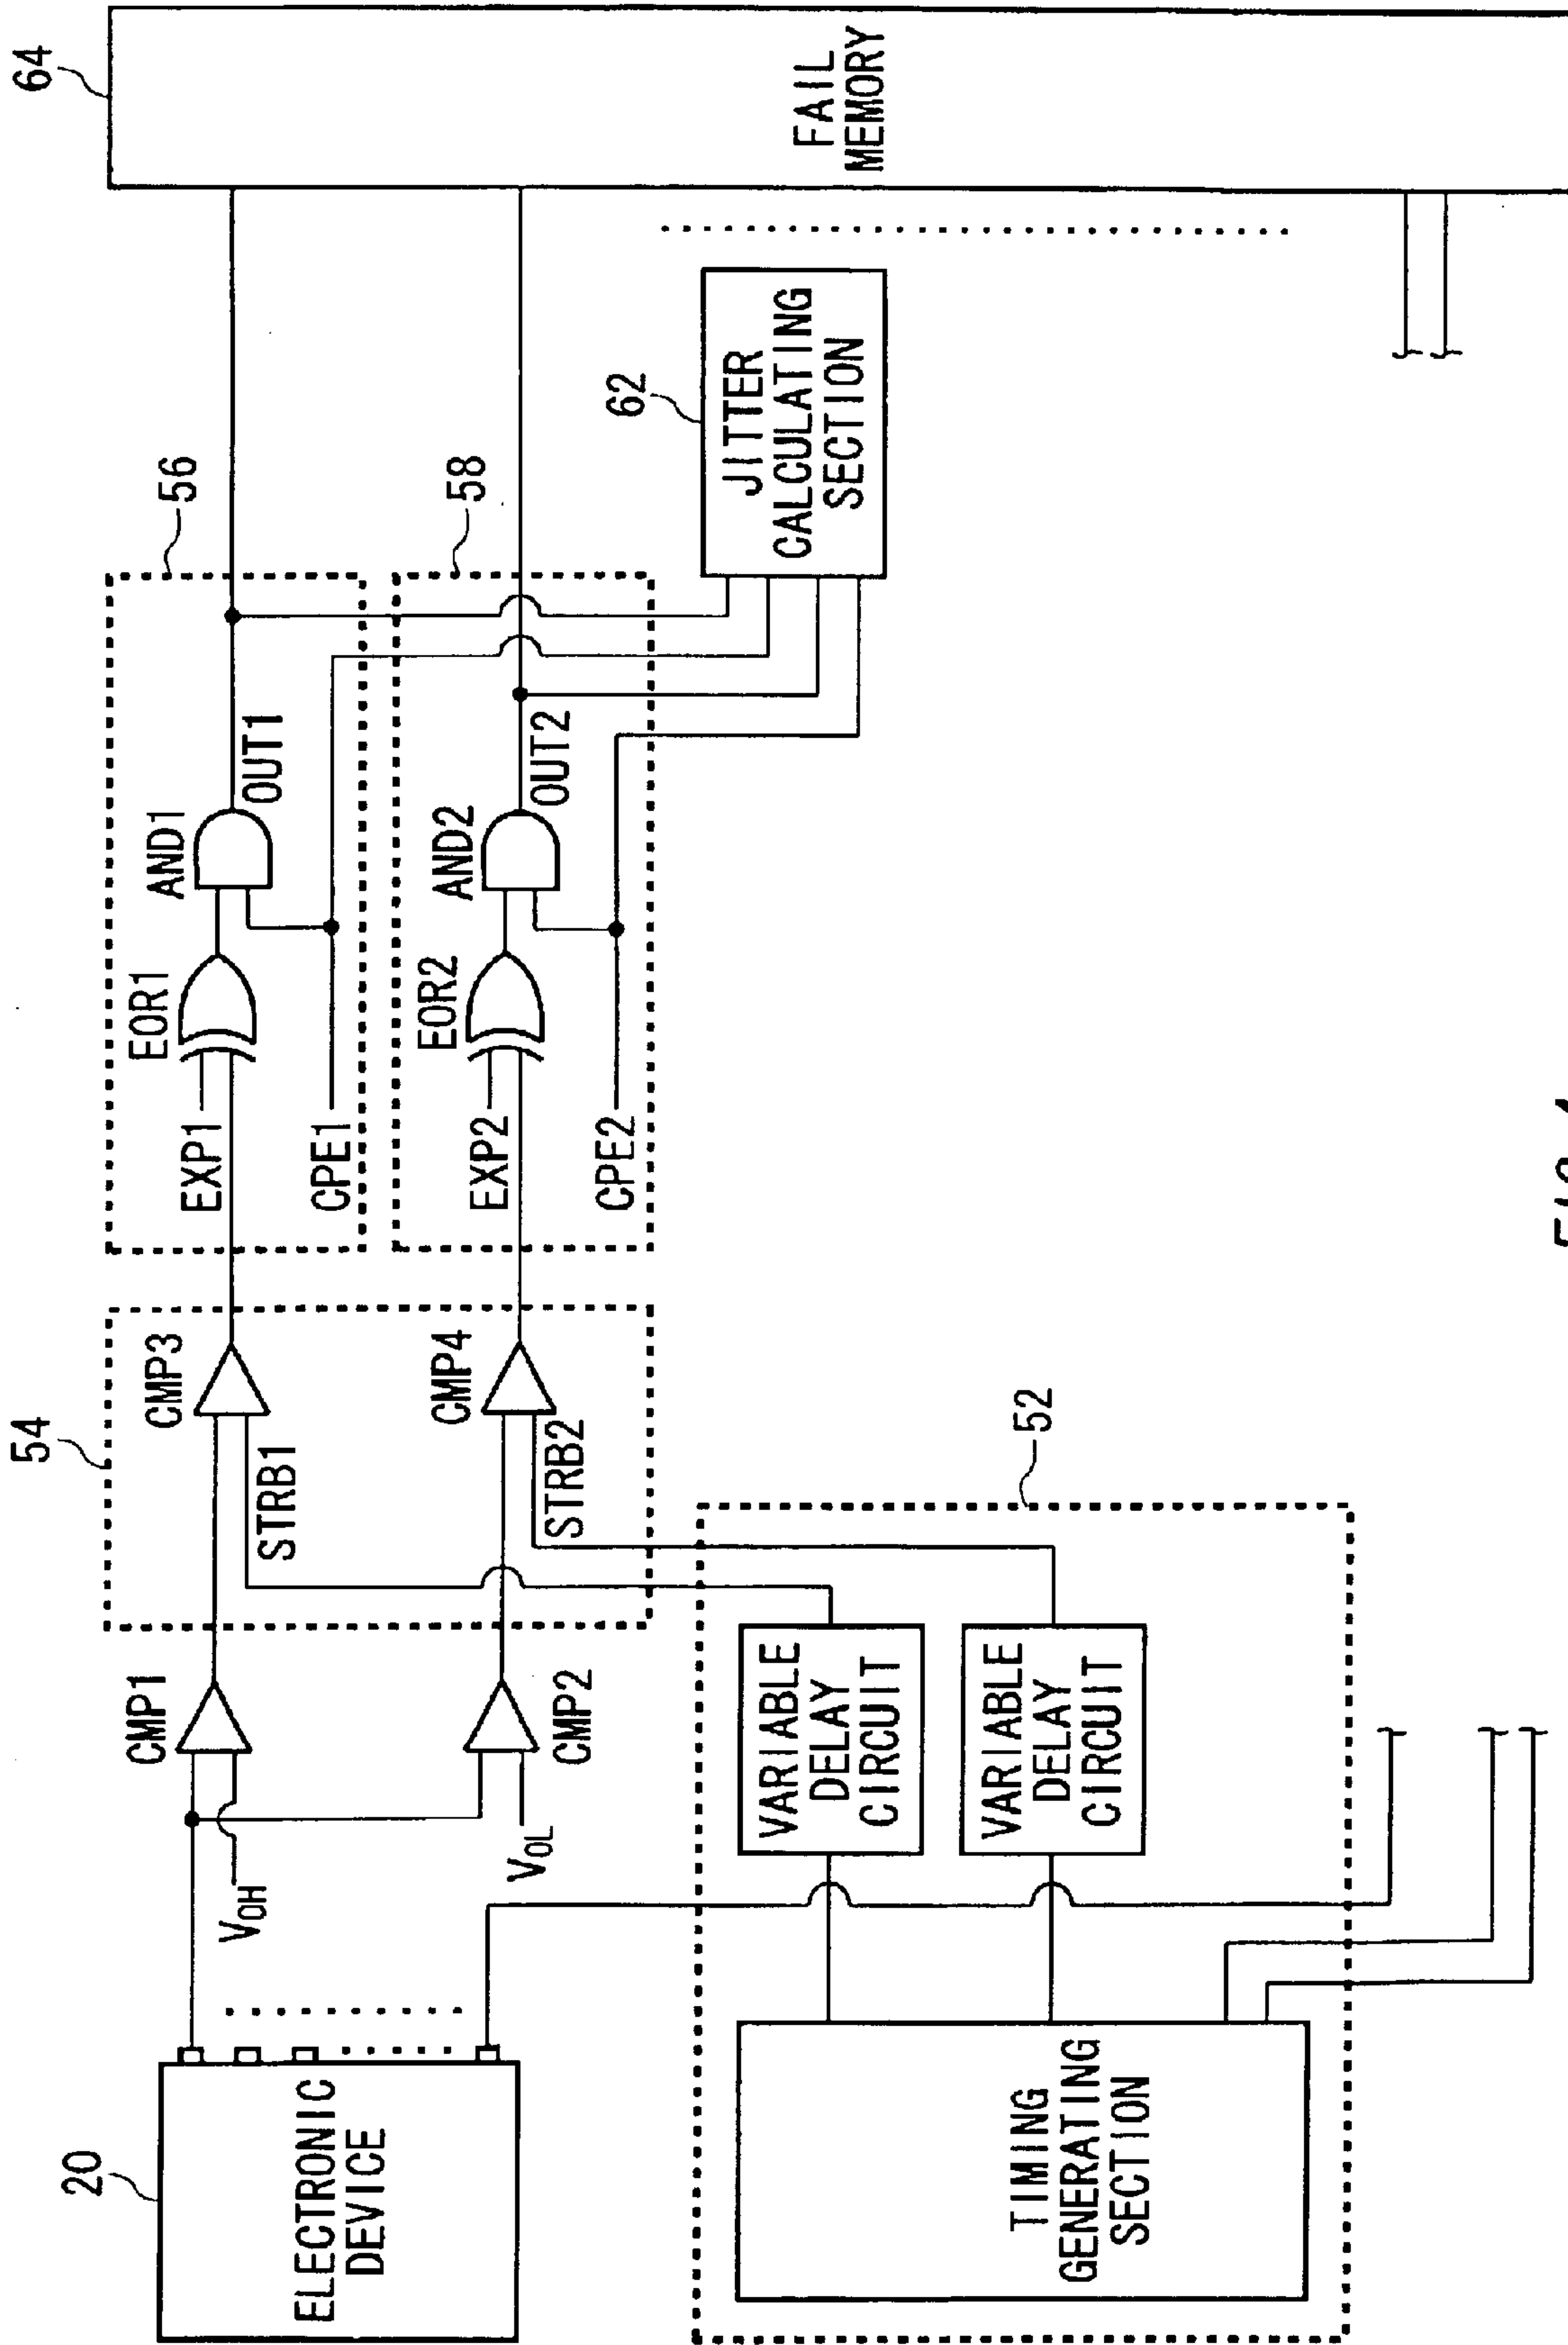 20
ELECTRONIC
DEVICE
V0H
V0L
CMP1
CMP2
54
CMP3
STRB1
CMP4
STRB2
56
EXP1
EOR1
AND1
OUT1
CPE1
58
EXP2
EOR2
AND2
OUT2
CPE2
62
JITTER
CALCULATING
SECTION
64
FAIL
MEMORY
52
TIMING
GENERATING
SECTION
VARIABLE
DELAY
CIRCUIT
VARIABLE
DELAY
CIRCUIT